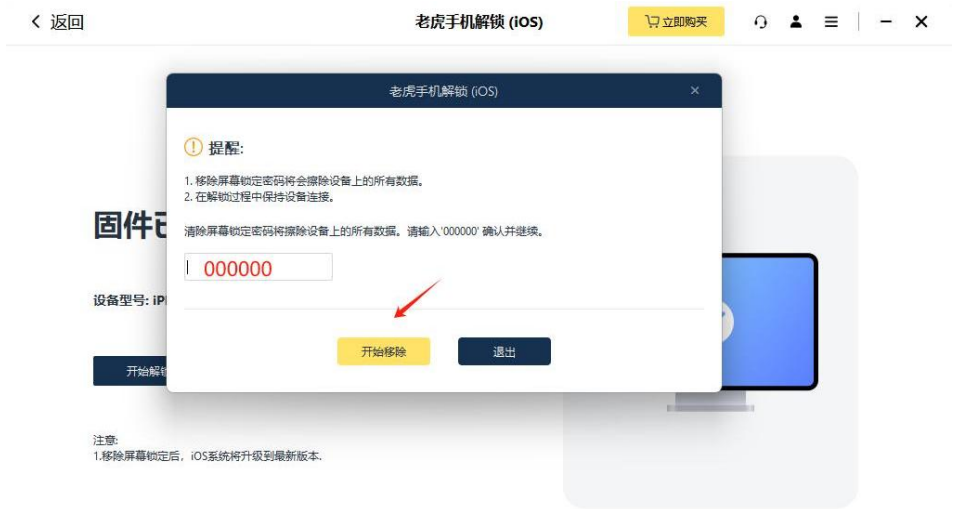 返回
老虎手机解锁 (iOS)
立即购买
老虎手机解锁 (iOS)
提醒:
1. 移除屏幕锁定密码将会擦除设备上的所有数据。
2. 在解锁过程中保持设备连接。
固件已
清除屏幕锁定密码将擦除设备上的所有数据。请输入'000000' 确认并继续。
000000
设备型号: iP
开始移除
退出
开始解锁
注意:
1.移除屏幕锁定后，iOS系统将升级到最新版本.